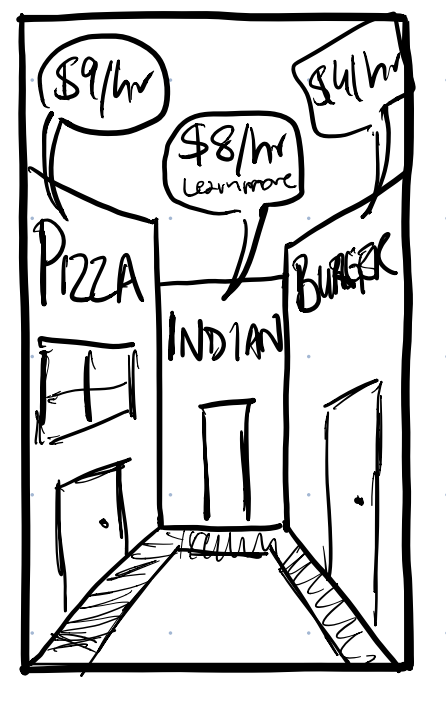 $9/hr
$8/hr
Learn more
$4/hr
PIZZA
INDIAN
BURGER